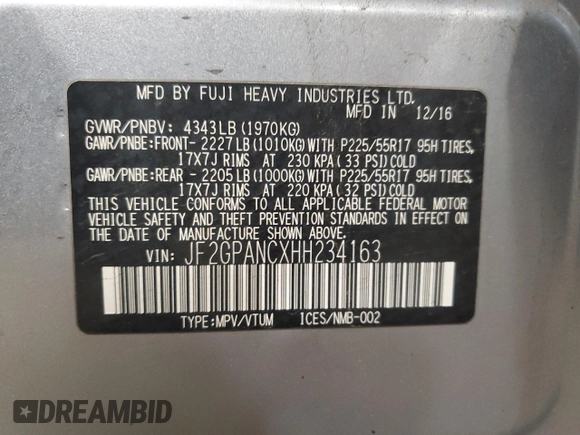 MFD BY FUJI HEAVY INDUSTRIES LTD.
MFD IN 12/16
GVWR/PNBV: 4343LB (1970KG)
GAWR/PNBE:FRONT- 2227 LB (1010KG) WITH P225/55R17 95H TIRES,
17X7J RIMS AT 230 KPA (33 PSI) COLD
GAWR/PNBE:REAR - 2205 LB (1000KG) WITH P225/55R17 95H TIRES,
17X7J RIMS AT 220 KPA (32 PSI) COLD
THIS VEHICLE CONFORMS TO ALL APPLICABLE FEDERAL MOTOR
VEHICLE SAFETY AND THEFT PREVENTION STANDARDS IN EFFECT ON
THE DATE OF MANUFACTURE SHOWN ABOVE.
VIN: JF2GPANCXHH234163
TYPE:MPV/VTUM ICES/NMB-002
DREAMBID